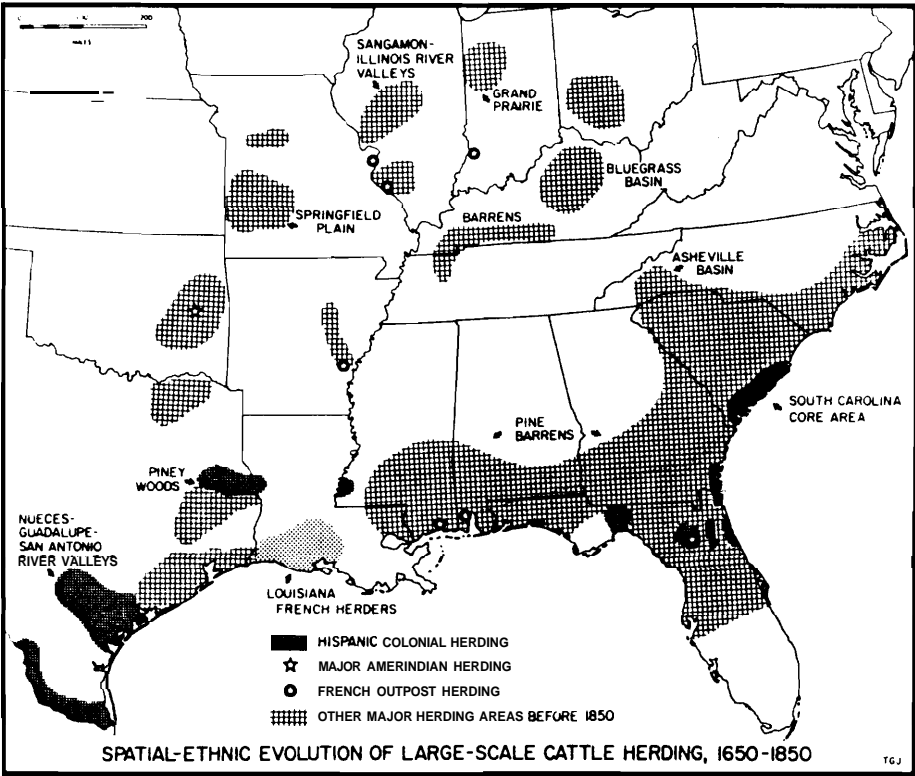 200
MILES
SANGAMON-
ILLINOIS RIVER
VALLEYS
GRAND
PRAIRIE
BLUEGRASS
BASIN
SPRINGFIELD
PLAIN
BARRENS
ASHEVILLE
BASIN
SOUTH CAROLINA
CORE AREA
PINE
BARRENS
PINEY
WOODS
NUECES-
GUADALUPE-
SAN ANTONIO
RIVER VALLEYS
LOUISIANA
FRENCH HERDERS
HISPANIC COLONIAL HERDING
MAJOR AMERINDIAN HERDING
FRENCH OUTPOST HERDING
OTHER MAJOR HERDING AREAS BEFORE 1850
SPATIAL-ETHNIC EVOLUTION OF LARGE-SCALE CATTLE HERDING, 1650-1850
TGJ